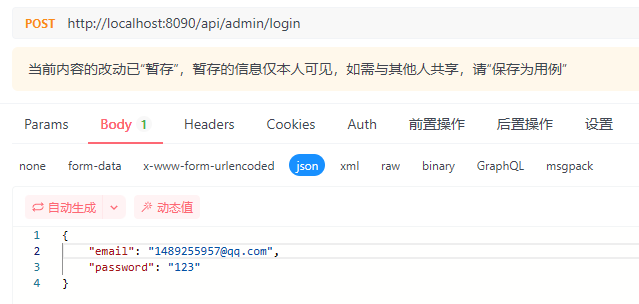 POST http://localhost:8090/api/admin/login
当前内容的改动已“暂存”，暂存的信息仅本人可见，如需与其他人共享，请“保存为用例”
Params Body 1 Headers Cookies Auth 前置操作 后置操作 设置
none form-data x-www-form-urlencoded json xml raw binary GraphQL msgpack
自动生成 动态值
1 {
2 "email": "1489255957@qq.com",
3 "password": "123"
4 }